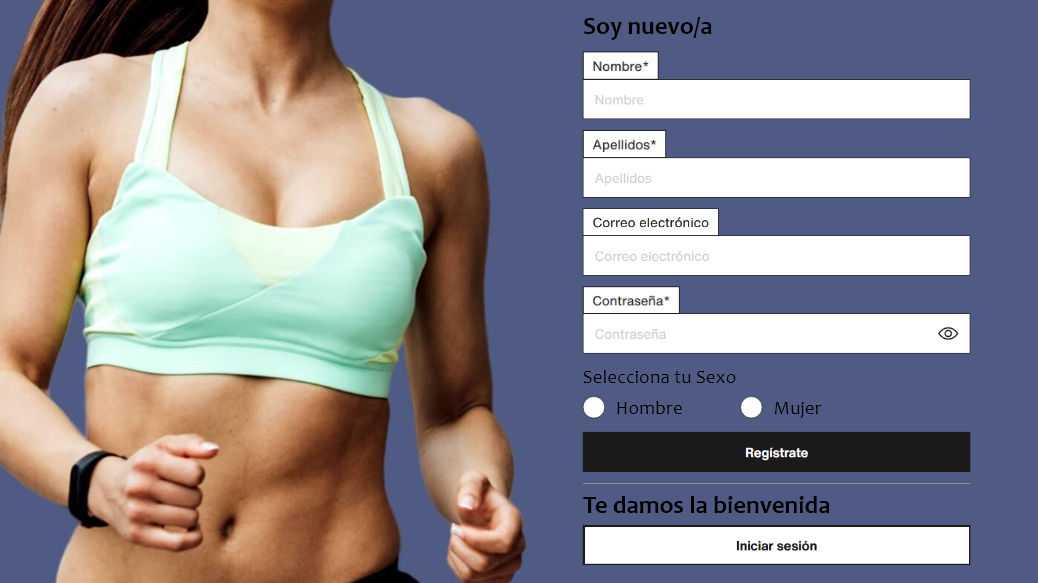 Soy nuevo/a
Nombre*
Nombre
Apellidos*
Apellidos
Correo electrónico
Correo electrónico
Contraseña*
Contraseña
Selecciona tu Sexo
Hombre Mujer
Regístrate
Te damos la bienvenida
Iniciar sesión